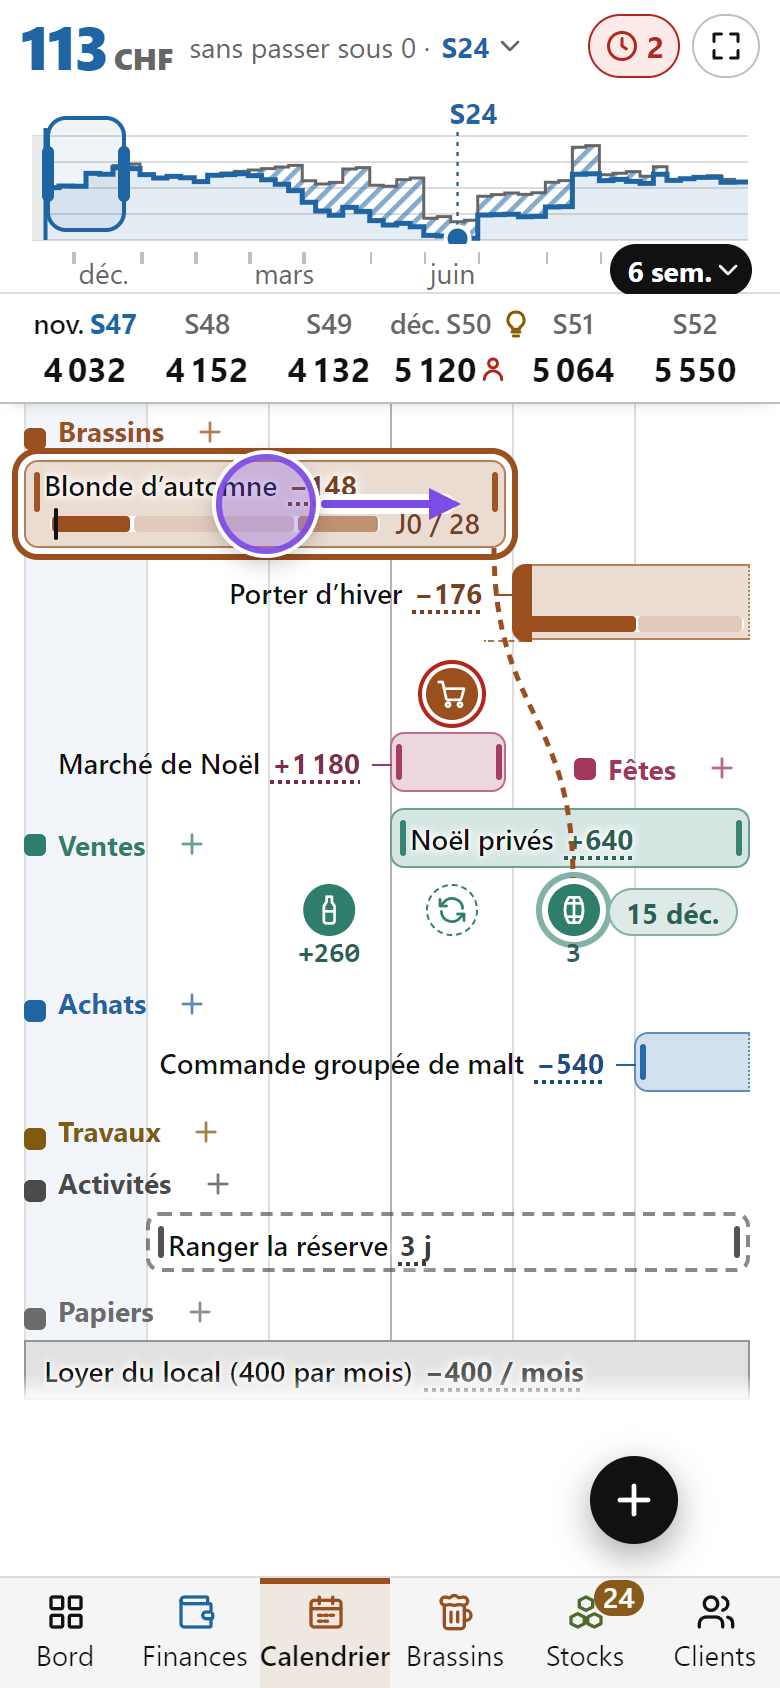 113 CHF sans passer sous 0 · S24
2
S24
déc. mars juin 6 sem.
nov. S47 S48 S49 déc. S50 S51 S52
4 032 4 152 4 132 5 120 5 064 5 550
Brassins +
Blonde d’automne −148
J0 / 28
Porter d’hiver −176
Marché de Noël +1 180
Fêtes +
Noël privés +640
Ventes +
15 déc.
+260 3
Achats +
Commande groupée de malt −540
Travaux +
Activités +
Ranger la réserve 3 j
Papiers +
Loyer du local (400 par mois) −400 / mois
+
24
Bord Finances Calendrier Brassins Stocks Clients